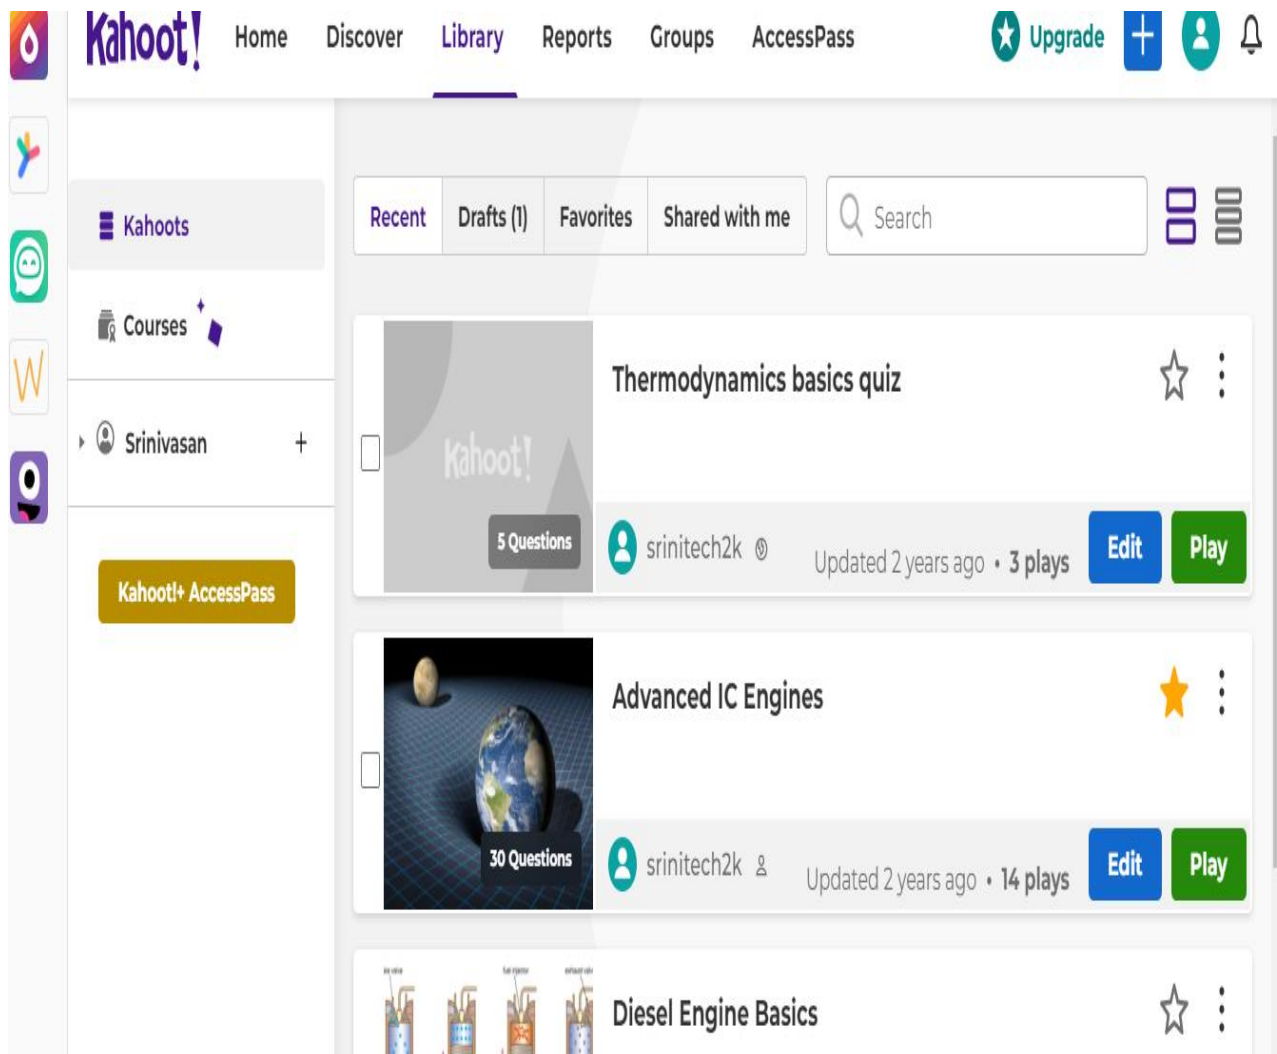 Kahoot! Home Discover Library Reports Groups AccessPass Upgrade
Kahoots
Courses
Srinivasan
Kahoot!+ AccessPass
Recent Drafts (1) Favorites Shared with me Search
Kahoot!
5 Questions
Thermodynamics basics quiz
srinitech2k Updated 2 years ago • 3 plays Edit Play
30 Questions
Advanced IC Engines
srinitech2k Updated 2 years ago • 14 plays Edit Play
fuel injector
Diesel Engine Basics